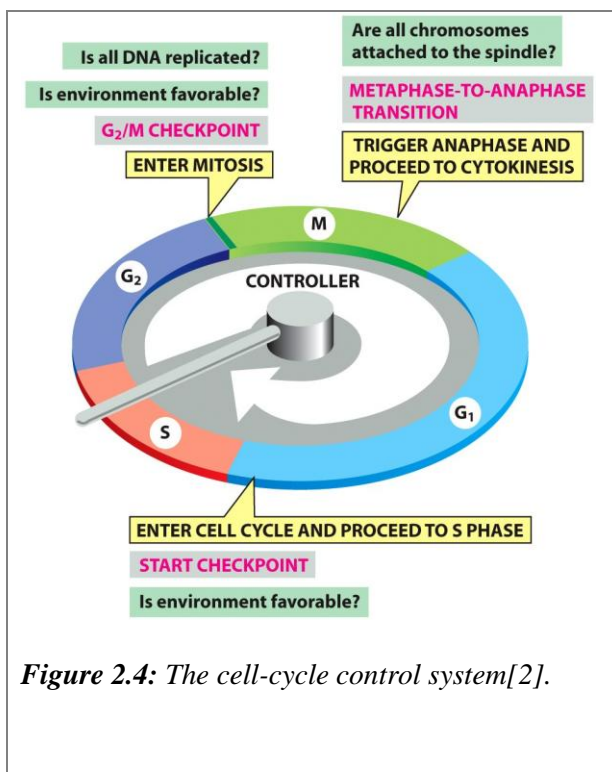 Is all DNA replicated?
Is environment favorable?
G₂/M CHECKPOINT
ENTER MITOSIS
Are all chromosomes
attached to the spindle?
METAPHASE-TO-ANAPHASE
TRANSITION
TRIGGER ANAPHASE AND
PROCEED TO CYTOKINESIS
M
G₂
CONTROLLER
S
G₁
ENTER CELL CYCLE AND PROCEED TO S PHASE
START CHECKPOINT
Is environment favorable?
Figure 2.4: The cell-cycle control system[2].